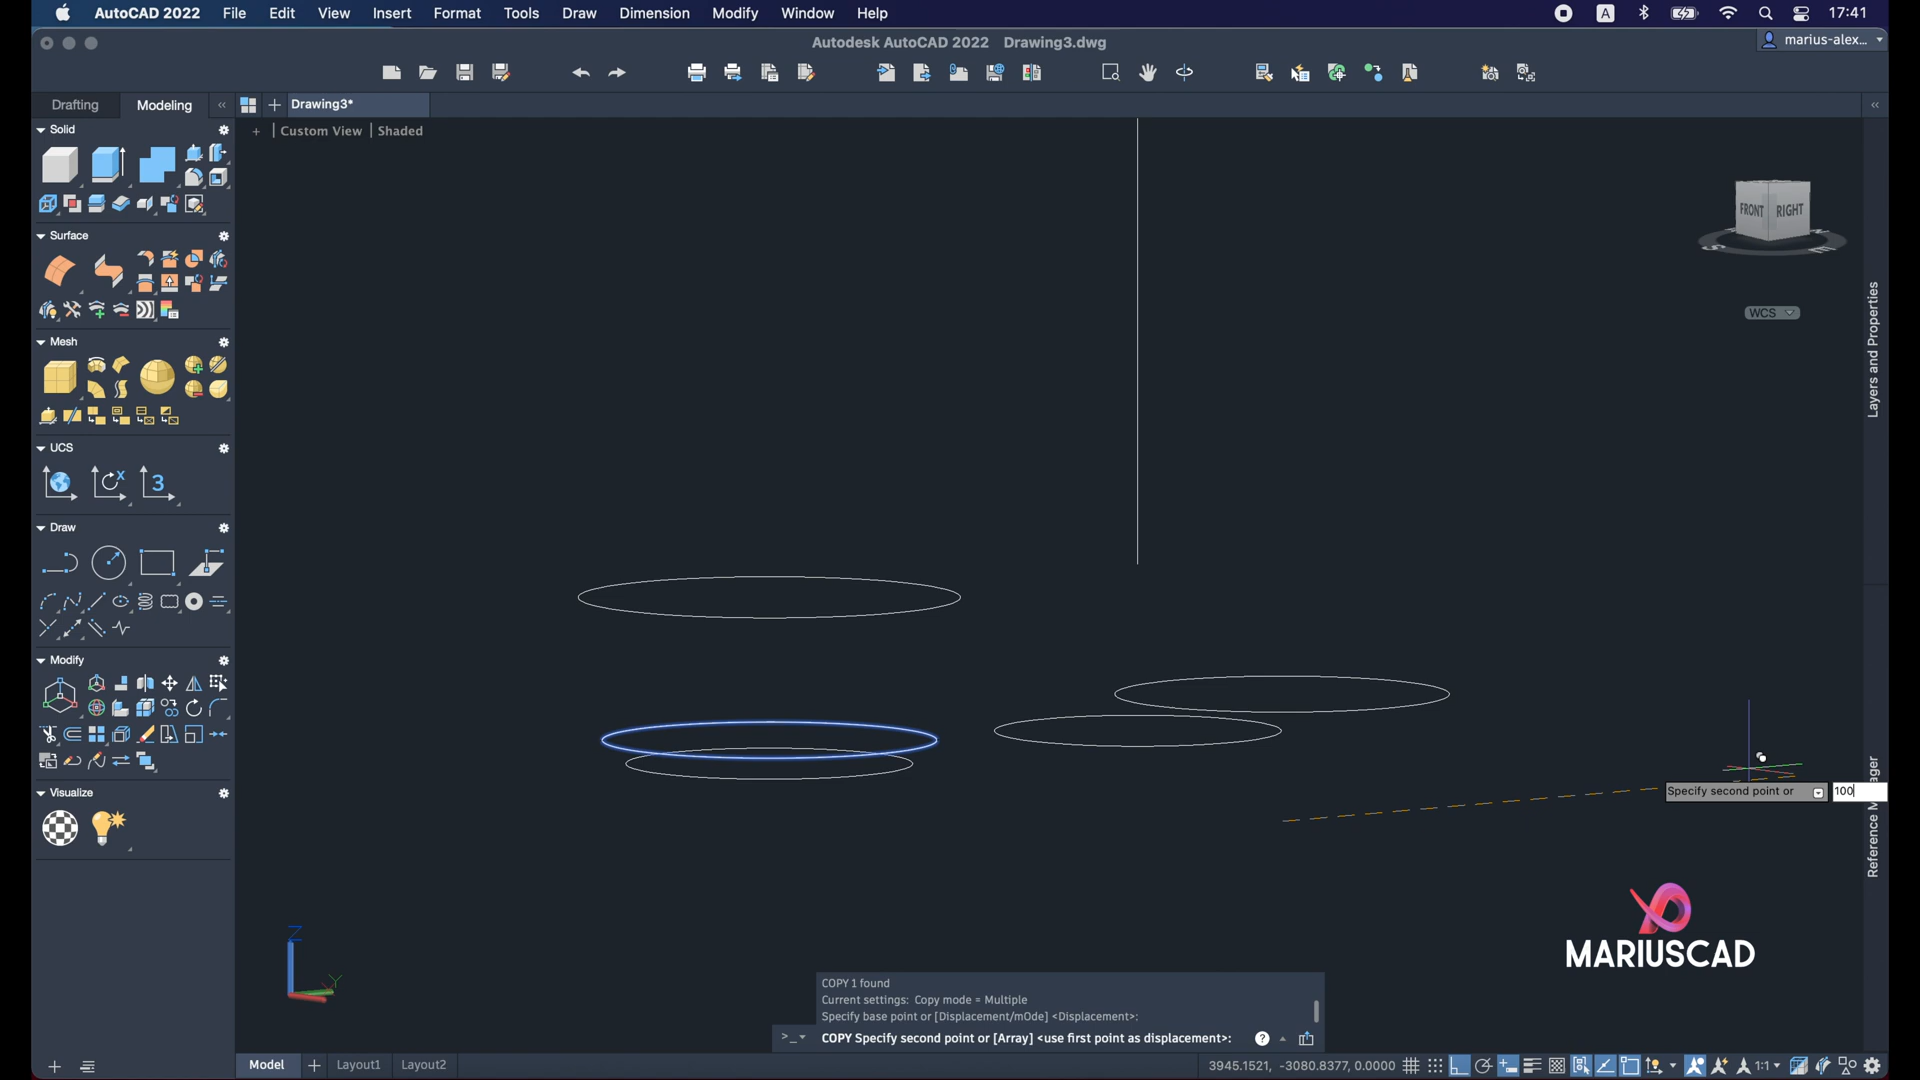 AutoCAD 2022 File Edit View Insert Format Tools Draw Dimension Modify Window Help A 17:41
Autodesk AutoCAD 2022 Drawing3.dwg
marius-alex...
Drafting Modeling
Drawing3*
+ Custom View Shaded
Solid
FRONT RIGHT
S E
WCS
Surface
Mesh
UCS
X 3
Draw
Modify
Visualize
Layers and Properties
Specify second point or 100
MARIUSCAD
Z
Y
COPY 1 found
Current settings: Copy mode = Multiple
Specify base point or [Displacement/mOde] <Displacement>:
COPY Specify second point or [Array] <use first point as displacement>:
Model Layout1 Layout2
3945.1521, -3080.8377, 0.0000 1:1